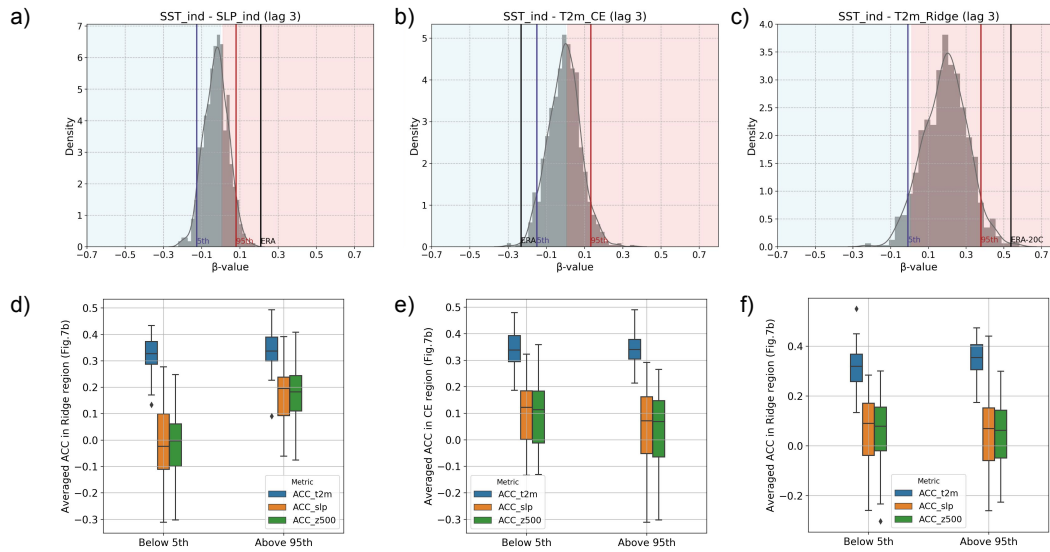 a)
SST_ind - SLP_ind (lag 3)
7
6
5
4
3
2
1
0
Density
−0.7 −0.5 −0.3 −0.1 0.1 0.3 0.5 0.7
β-value
5th
95th
ERA
b)
SST_ind - T2m_CE (lag 3)
5
4
3
2
1
0
Density
−0.7 −0.5 −0.3 −0.1 0.1 0.3 0.5 0.7
β-value
ERA
5th
95th
c)
SST_ind - T2m_Ridge (lag 3)
4.0
3.5
3.0
2.5
2.0
1.5
1.0
0.5
0.0
Density
−0.7 −0.5 −0.3 −0.1 0.1 0.3 0.5 0.7
β-value
5th
95th
ERA-20C
d)
0.5
0.4
0.3
0.2
0.1
0.0
−0.1
−0.2
−0.3
Averaged ACC in Ridge region (Fig.7b)
Metric
ACC_t2m
ACC_slp
ACC_z500
Below 5th Above 95th
e)
0.5
0.4
0.3
0.2
0.1
0.0
−0.1
−0.2
−0.3
Averaged ACC in CE region (Fig.7b)
Metric
ACC_t2m
ACC_slp
ACC_z500
Below 5th Above 95th
f)
0.4
0.2
0.0
−0.2
Averaged ACC in Ridge region (Fig.7b)
Metric
ACC_t2m
ACC_slp
ACC_z500
Below 5th Above 95th